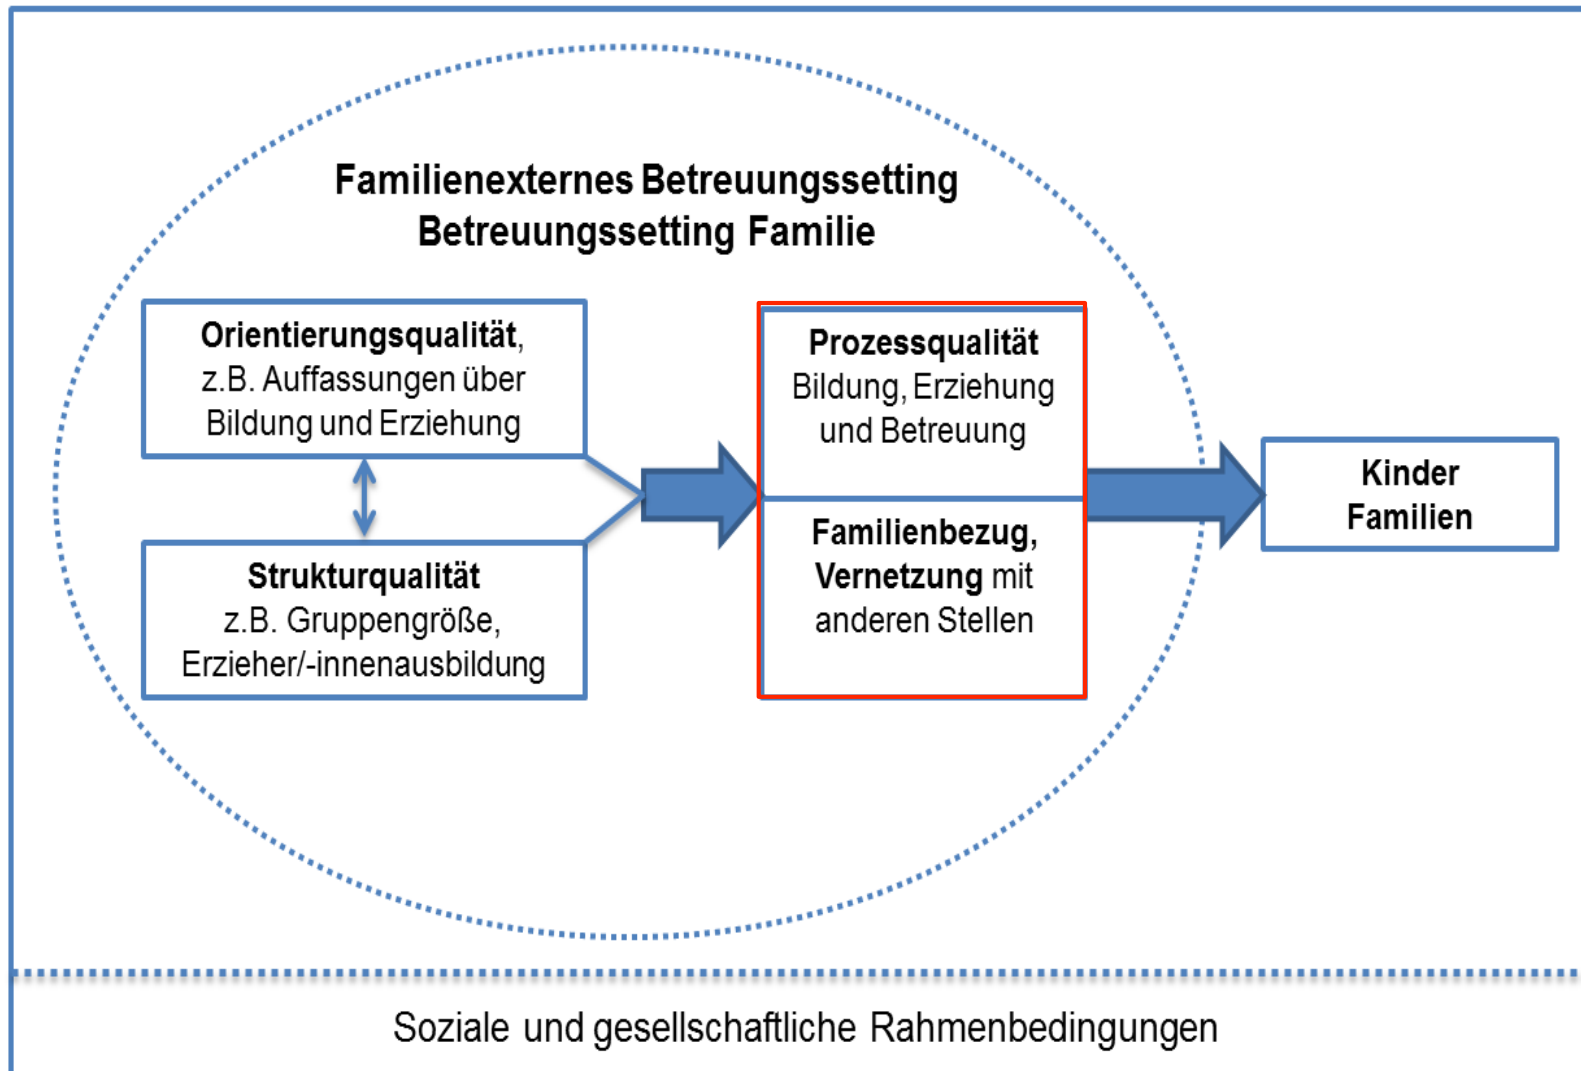 Familienexternes Betreuungssetting
Betreuungssetting Familie
Orientierungsqualität,
z.B. Auffassungen über
Bildung und Erziehung
Strukturqualität
z.B. Gruppengröße,
Erzieher/-innenausbildung
Prozessqualität
Bildung, Erziehung
und Betreuung
Familienbezug,
Vernetzung mit
anderen Stellen
Kinder
Familien
Soziale und gesellschaftliche Rahmenbedingungen